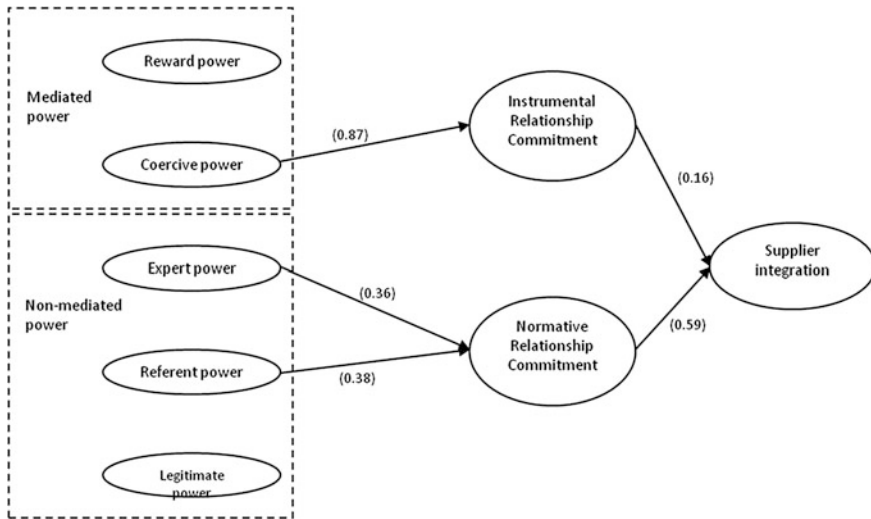 Reward power
Mediated
power
Coercive power
(0.87)
Instrumental
Relationship
Commitment
(0.16)
Supplier
integration
Expert power
(0.36)
Non-mediated
power
Normative
Relationship
Commitment
(0.59)
Referent power
(0.38)
Legitimate
power